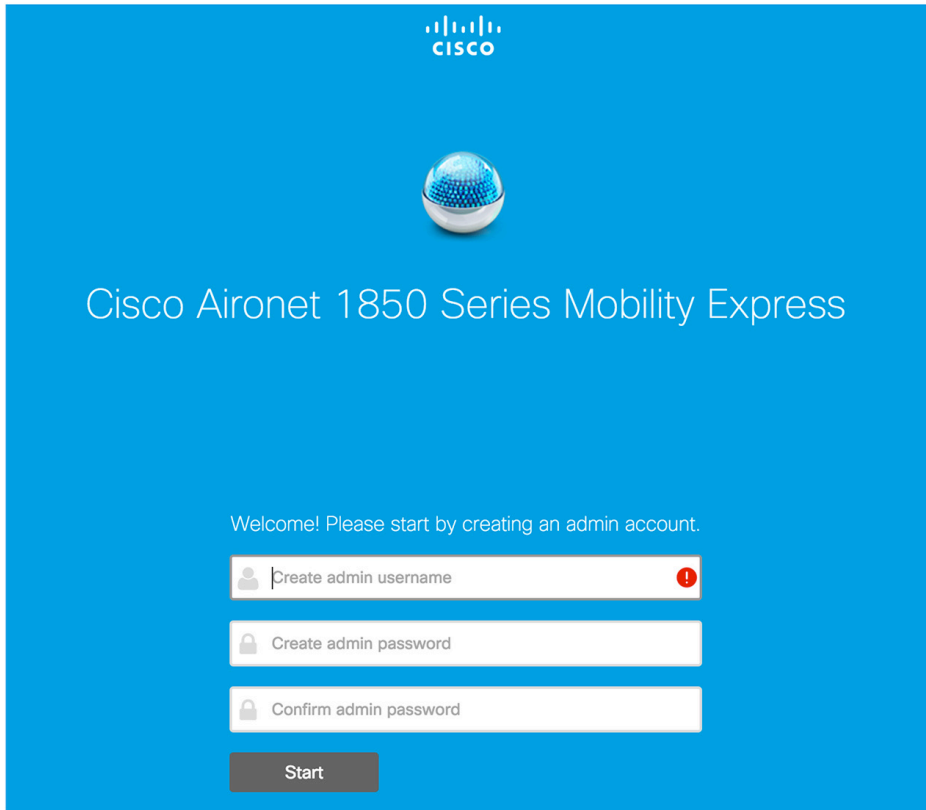 CISCO
Cisco Aironet 1850 Series Mobility Express
Welcome! Please start by creating an admin account.
Create admin username
Create admin password
Confirm admin password
Start